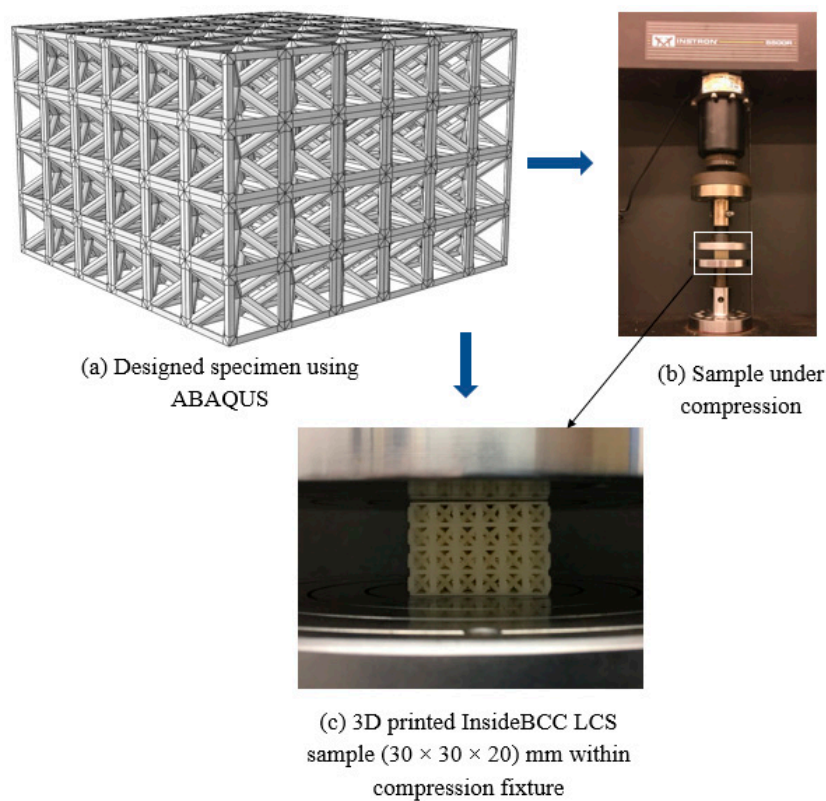 INSTRON
5500R
(a) Designed specimen using
ABAQUS
(b) Sample under
compression
(c) 3D printed InsideBCC LCS
sample (30 × 30 × 20) mm within
compression fixture